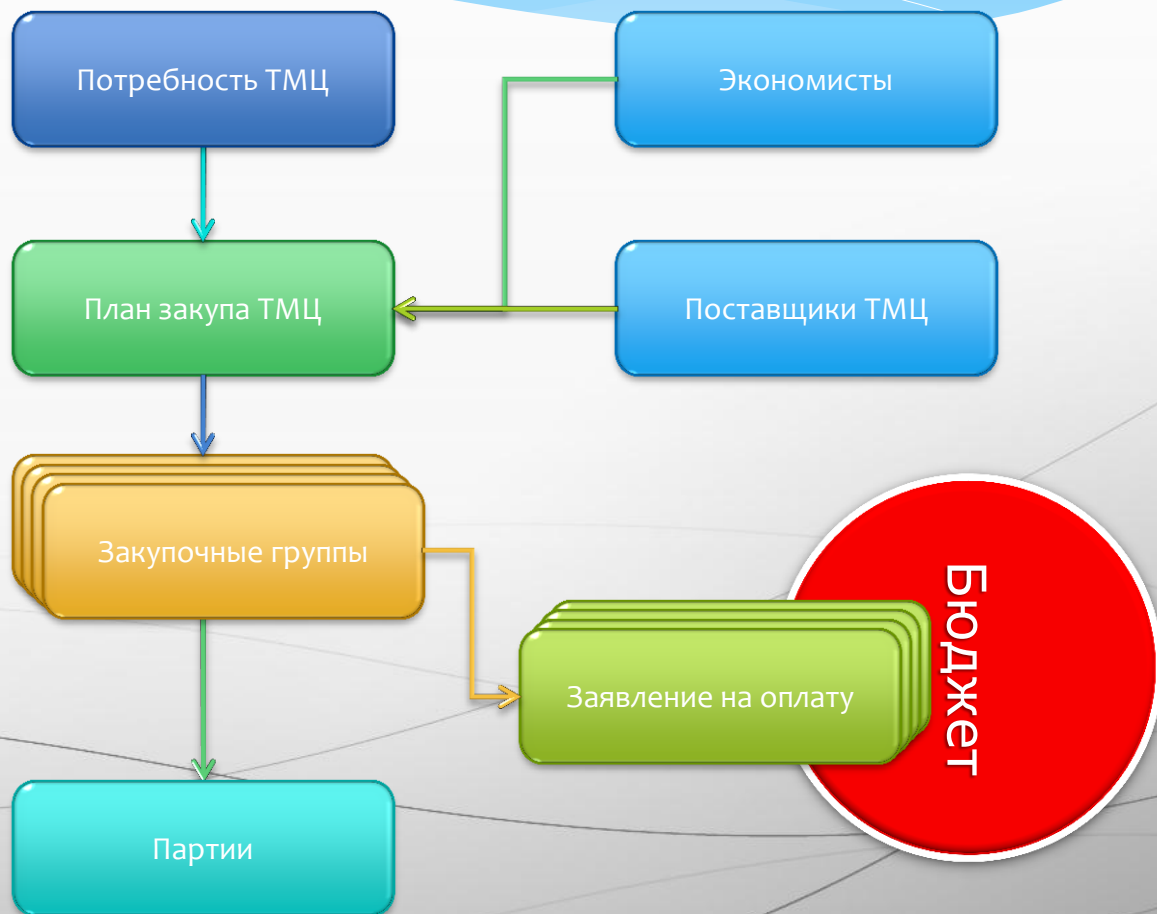 Потребность ТМЦ
Экономисты
План закупа ТМЦ
Поставщики ТМЦ
Закупочные группы
Заявление на оплату
Бюджет
Партии